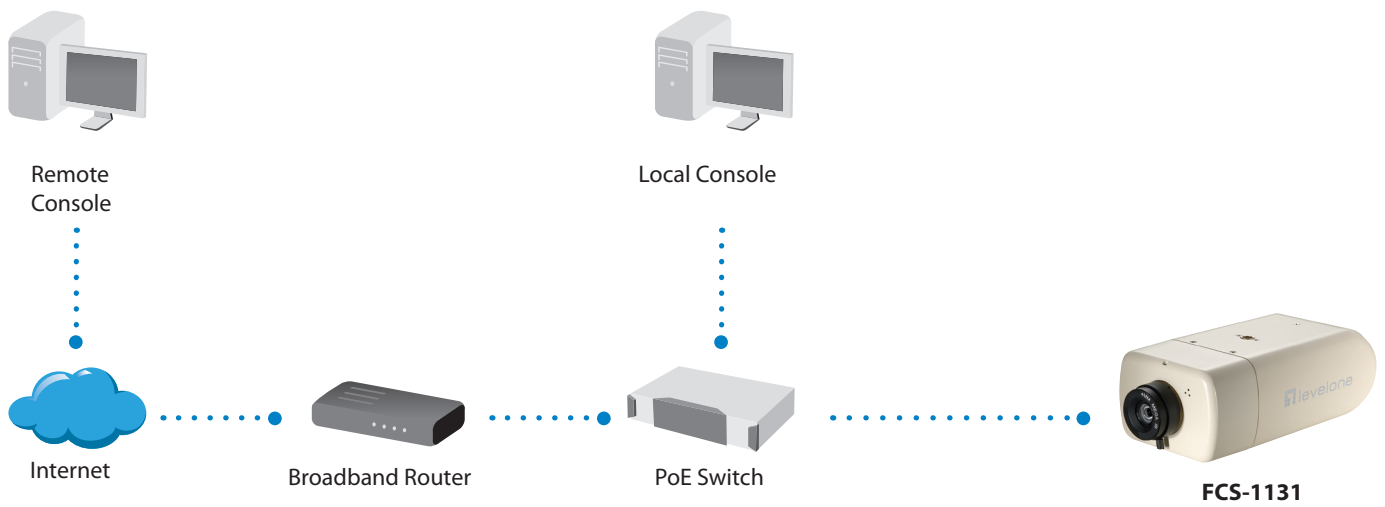 Remote
Console
Local Console
levelone
Internet
Broadband Router
PoE Switch
FCS-1131